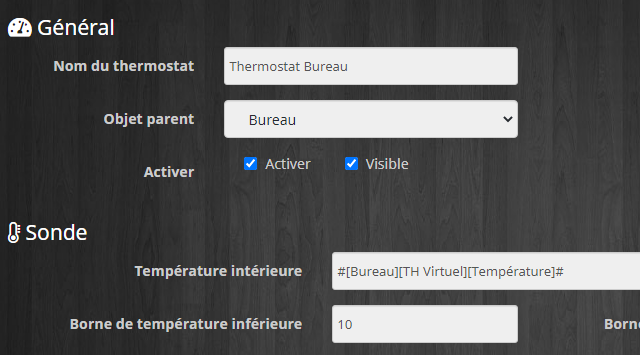 Général
Nom du thermostat Thermostat Bureau
Objet parent Bureau
Activer Activer Visible
Sonde
Température intérieure #[Bureau][TH Virtuel][Température]#
Borne de température inférieure 10 Borne